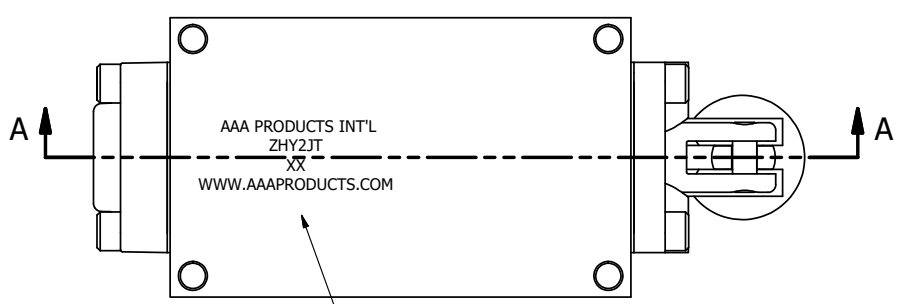 AAA PRODUCTS INT'L
ZHY2JT
XX
WWW.AAAPRODUCTS.COM
A
A